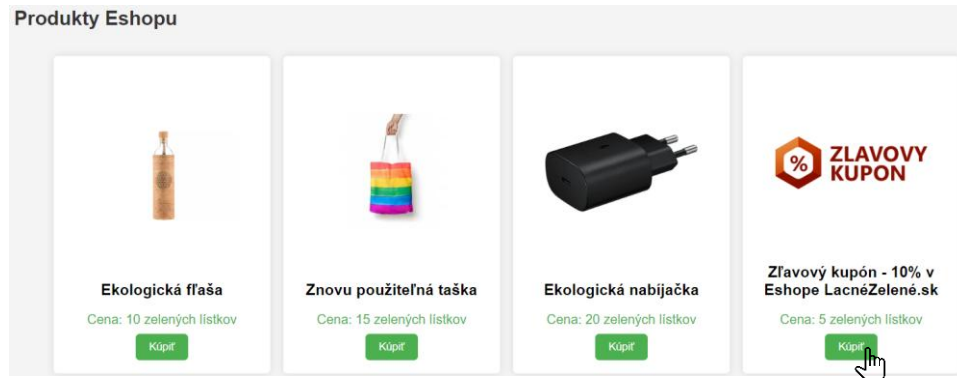 Produkty Eshopu
%
ZLAVOVY
KUPON
Ekologická fľaša
Cena: 10 zelených lístkov
Kúpiť
Znovu použiteľná taška
Cena: 15 zelených lístkov
Kúpiť
Ekologická nabíjačka
Cena: 20 zelených lístkov
Kúpiť
Zľavový kupón - 10% v
Eshope LacnéZelené.sk
Cena: 5 zelených lístkov
Kúpiť